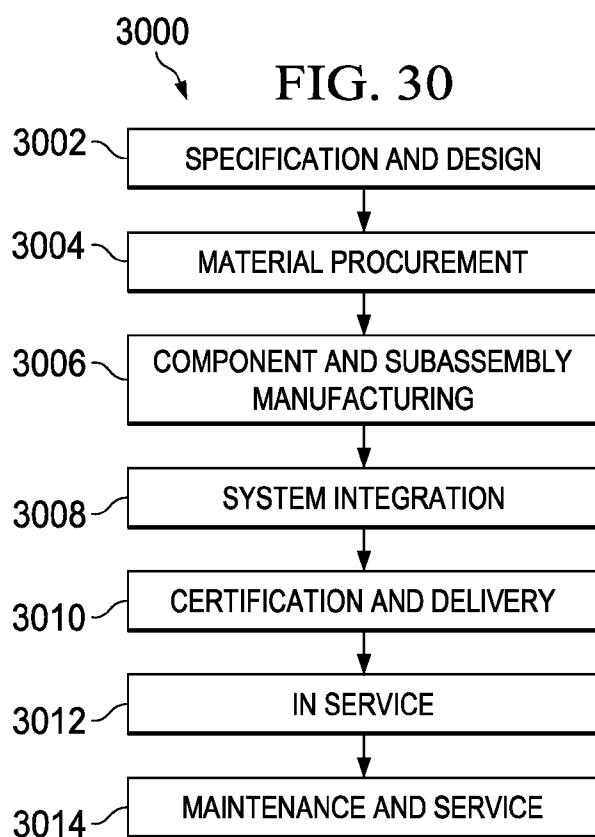 3000
FIG. 30
3002
SPECIFICATION AND DESIGN
3004
MATERIAL PROCUREMENT
3006
COMPONENT AND SUBASSEMBLY
MANUFACTURING
3008
SYSTEM INTEGRATION
3010
CERTIFICATION AND DELIVERY
3012
IN SERVICE
3014
MAINTENANCE AND SERVICE